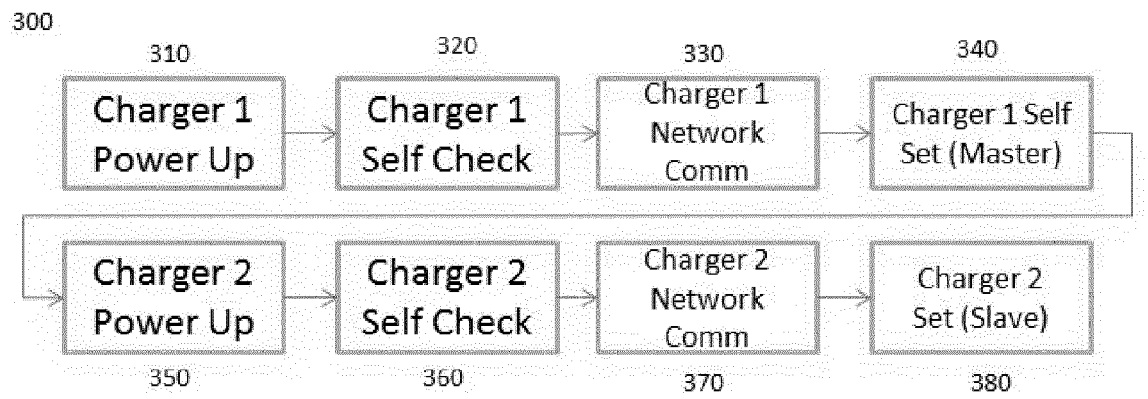 300
310
320
330
340
Charger 1
Power Up
Charger 1
Self Check
Charger 1
Network
Comm
Charger 1 Self
Set (Master)
Charger 2
Power Up
Charger 2
Self Check
Charger 2
Network
Comm
Charger 2
Set (Slave)
350
360
370
380